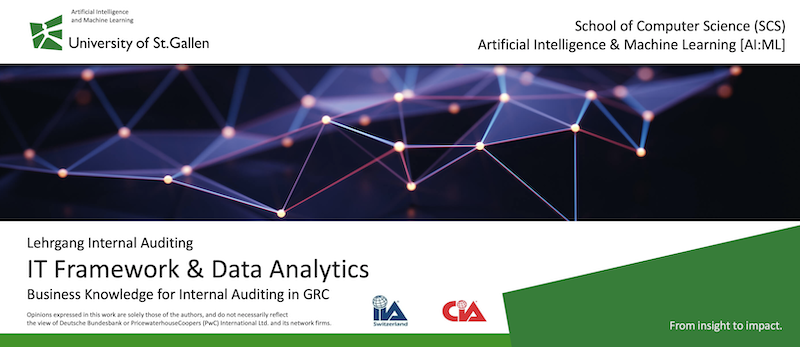 Artificial Intelligence
and Machine Learning
University of St.Gallen
School of Computer Science (SCS)
Artificial Intelligence & Machine Learning [AI:ML]
Lehrgang Internal Auditing
IT Framework & Data Analytics
Business Knowledge for Internal Auditing in GRC
Opinions expressed in this work are solely those of the authors, and do not necessarily reflect
the view of Deutsche Bundesbank or PricewaterhouseCoopers (PwC) International Ltd. and its network firms.
IIA
Switzerland
CIA
From insight to impact.